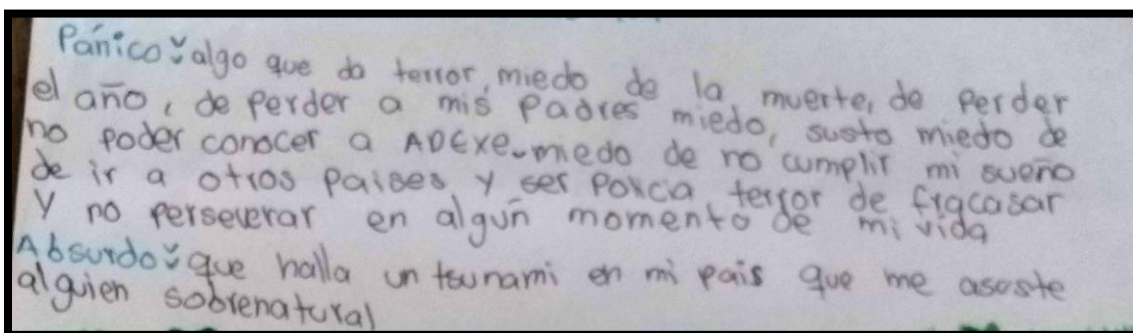 Pánico: algo que da terror, miedo de la muerte, de perder
el año, de perder a mis padres miedo, susto miedo de
no poder conocer a ADEXE-miedo de no cumplir mi sueño
de ir a otros paises y ser policia terror de fracasar
y no perseverar en algún momento de mi vida
Absurdo: que halla un tsunami en mi pais que me asoste
alguien sobrenatural